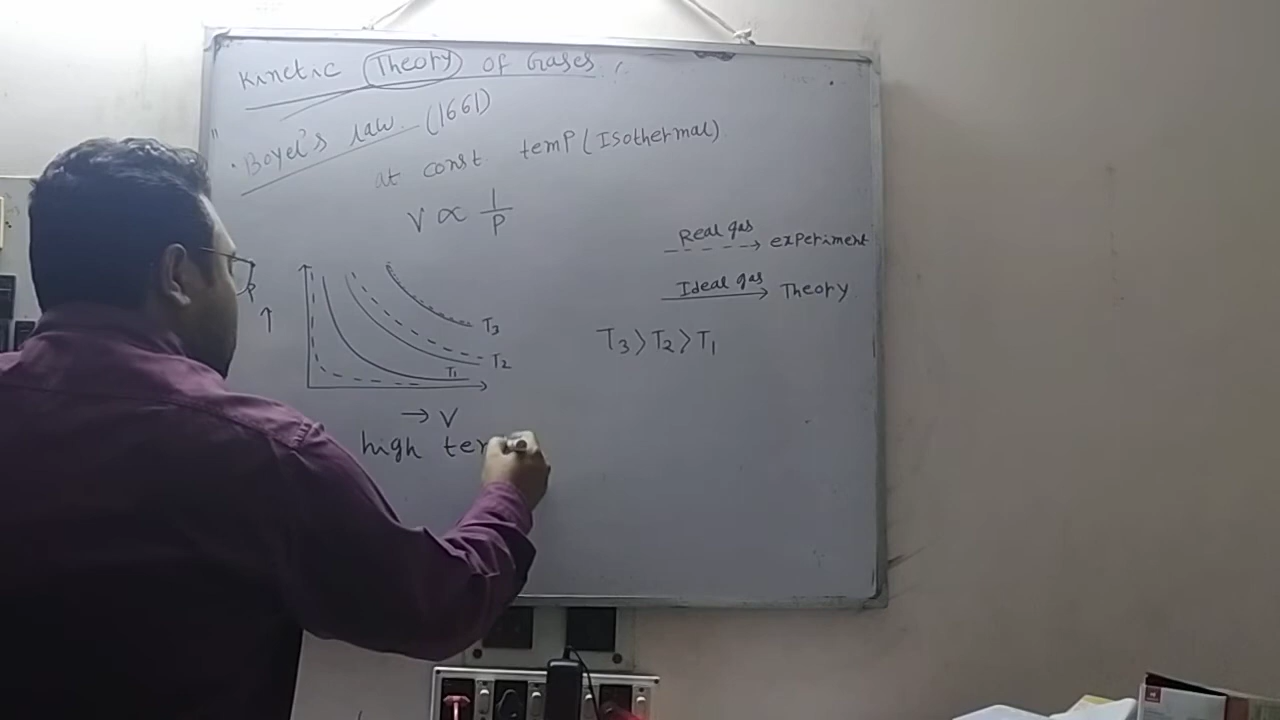 Kinetic Theory of Gases
• Boyel's law. (1661)
at const. temp (Isothermal)
V ∝ 1/P
Real gas
experiment
Ideal gas
Theory
P
↑
T3
T2
T1
T3 > T2 > T1
→ V
high